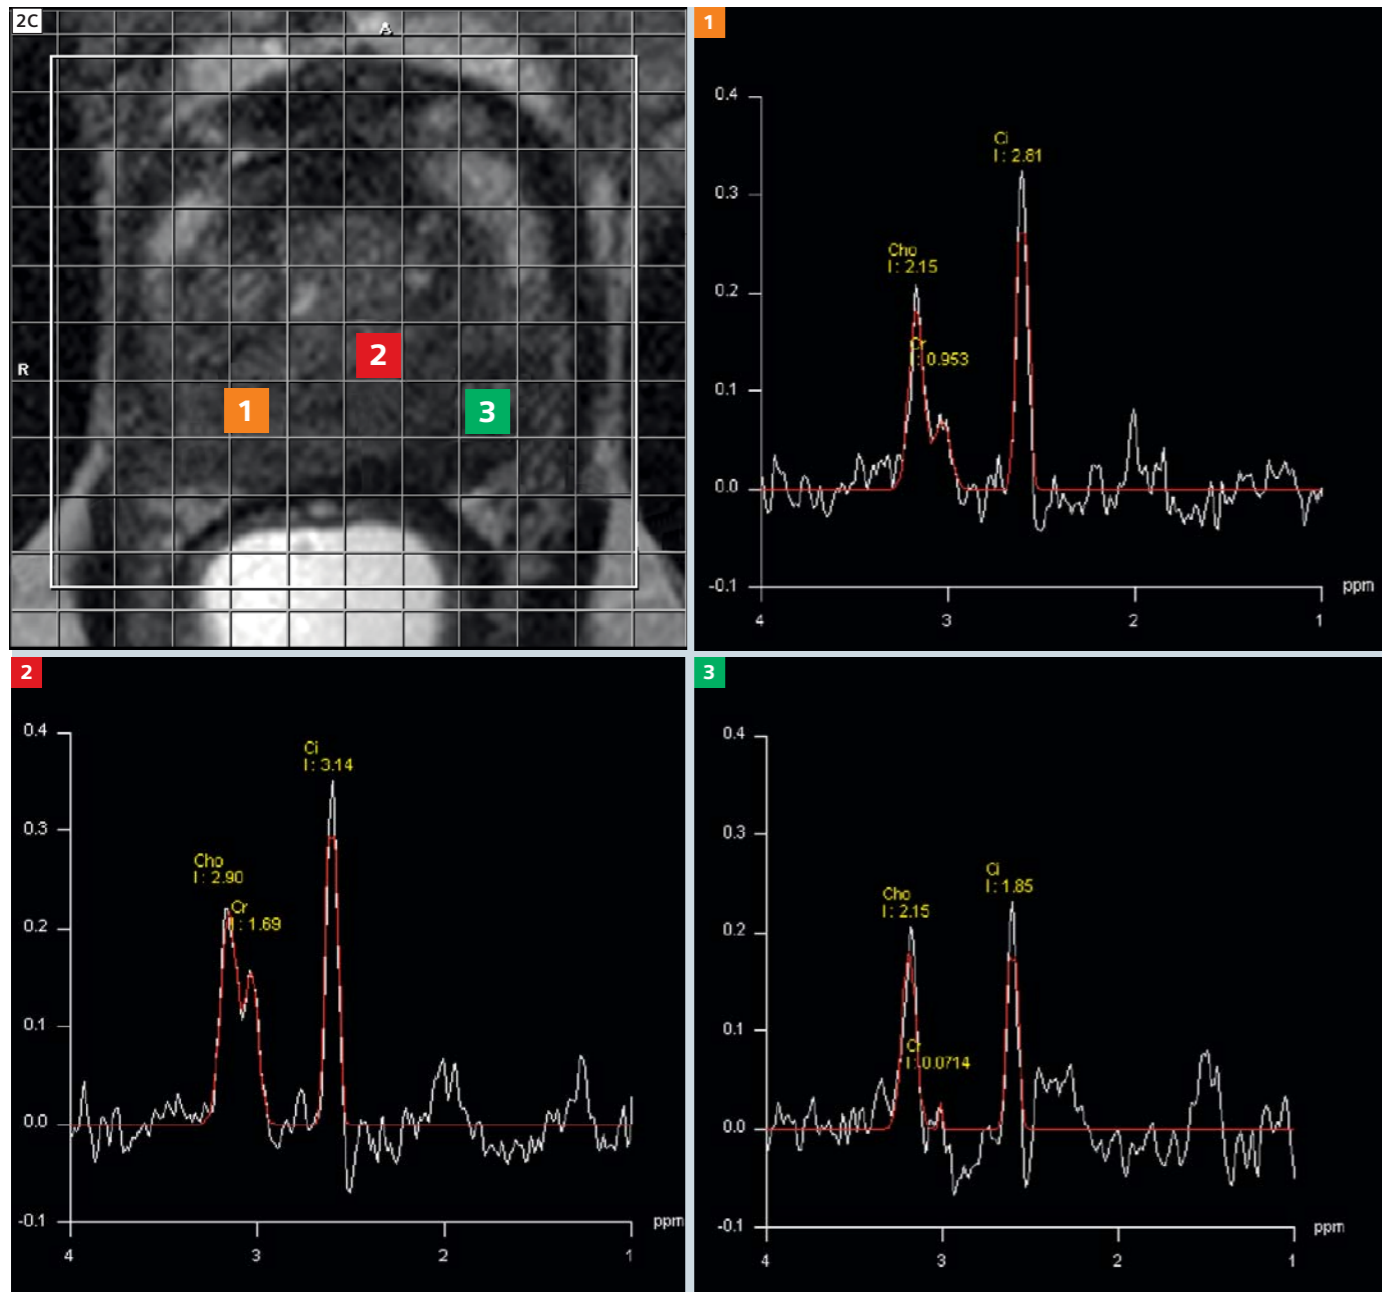 2C
A
R
1
2
3
1
0.4
0.3
0.2
0.1
0.0
-0.1
Ci
I : 2.81
Cho
I : 2.15
Cr
I : 0.953
4
3
2
1
ppm
2
0.4
0.3
0.2
0.1
0.0
-0.1
Ci
I : 3.14
Cho
I : 2.90
Cr
I : 1.69
4
3
2
1
ppm
3
0.4
0.3
0.2
0.1
0.0
-0.1
Ci
I : 1.85
Cho
I : 2.15
Cr
I : 0.0714
4
3
2
1
ppm